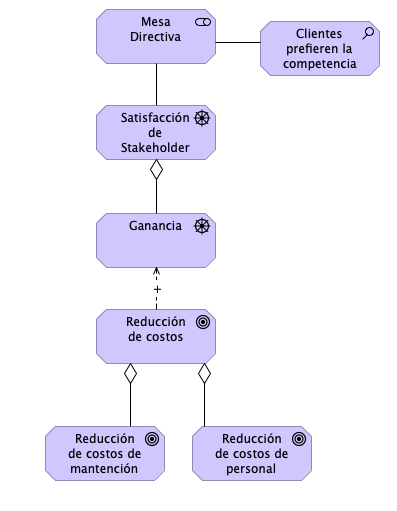 Mesa
Directiva
Clientes
prefieren la
competencia
Satisfacción
de
Stakeholder
Ganancia
+
Reducción
de costos
Reducción
de costos de
mantención
Reducción
de costos de
personal